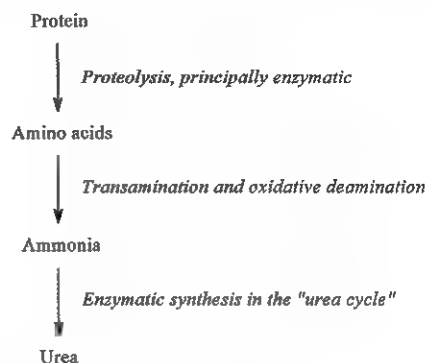 Protein
Proteolysis, principally enzymatic
Amino acids
Transamination and oxidative deamination
Ammonia
Enzymatic synthesis in the "urea cycle"
Urea